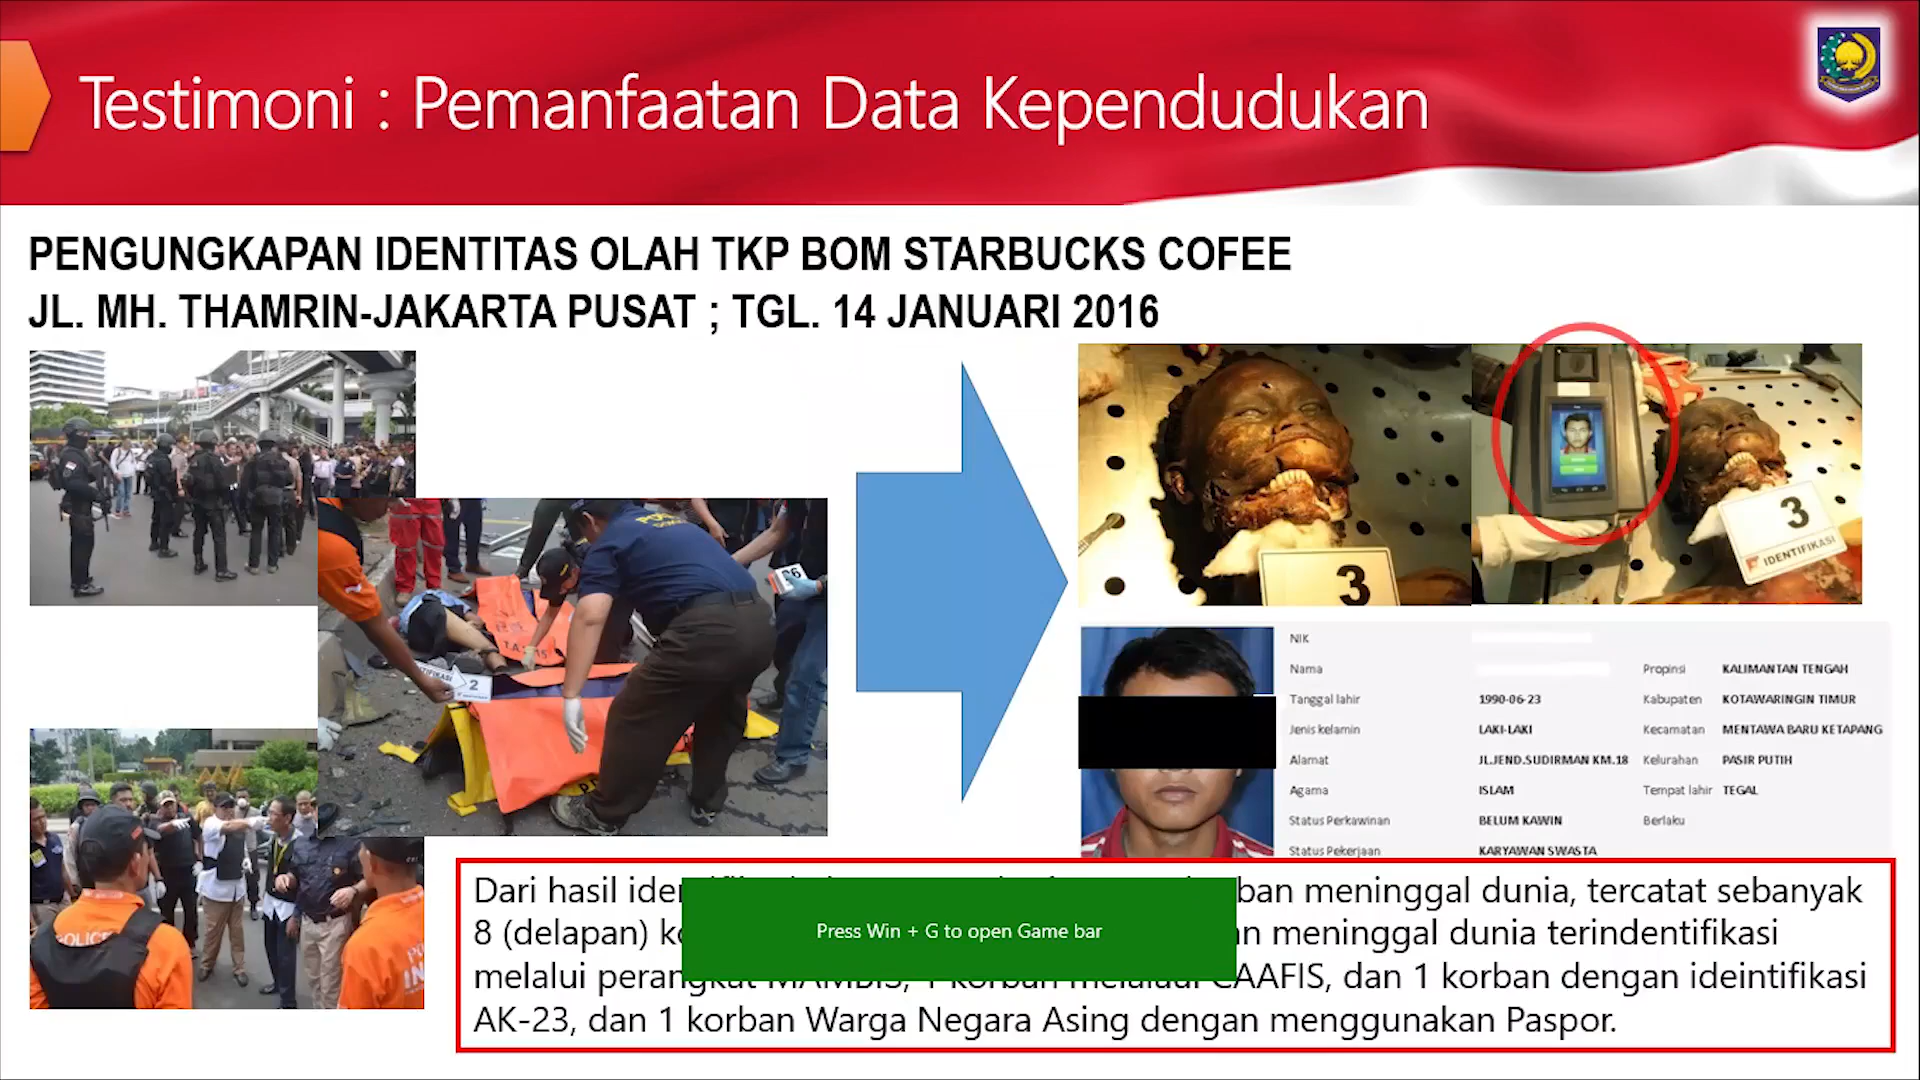 Testimoni : Pemanfaatan Data Kependudukan
PENGUNGKAPAN IDENTITAS OLAH TKP BOM STARBUCKS COFEE
JL. MH. THAMRIN-JAKARTA PUSAT ; TGL. 14 JANUARI 2016
2
3
3
IDENTIFIKASI
POLICE
NIK
Nama
Propinsi KALIMANTAN TENGAH
Tanggal lahir 1990-06-23 Kabupaten KOTAWARINGIN TIMUR
Jenis kelamin LAKI-LAKI Kecamatan MENTAWA BARU KETAPANG
Alamat JL.JEND.SUDIRMAN KM.18 Kelurahan PASIR PUTIH
Agama ISLAM Tempat lahir TEGAL
Status Perkawinan BELUM KAWIN Berlaku
Status Pekerjaan KARYAWAN SWASTA
Dari hasil meninggal dunia, tercatat sebanyak
8 (delapan) meninggal dunia terindentifikasi
melalui perangkat MAMBIS, 1 korban melalui CAAFIS, dan 1 korban dengan ideintifikasi
AK-23, dan 1 korban Warga Negara Asing dengan menggunakan Paspor.
Press Win + G to open Game bar